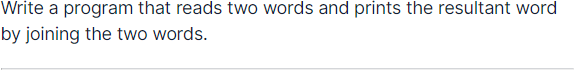 Write a program that reads two words and prints the resultant word
by joining the two words.